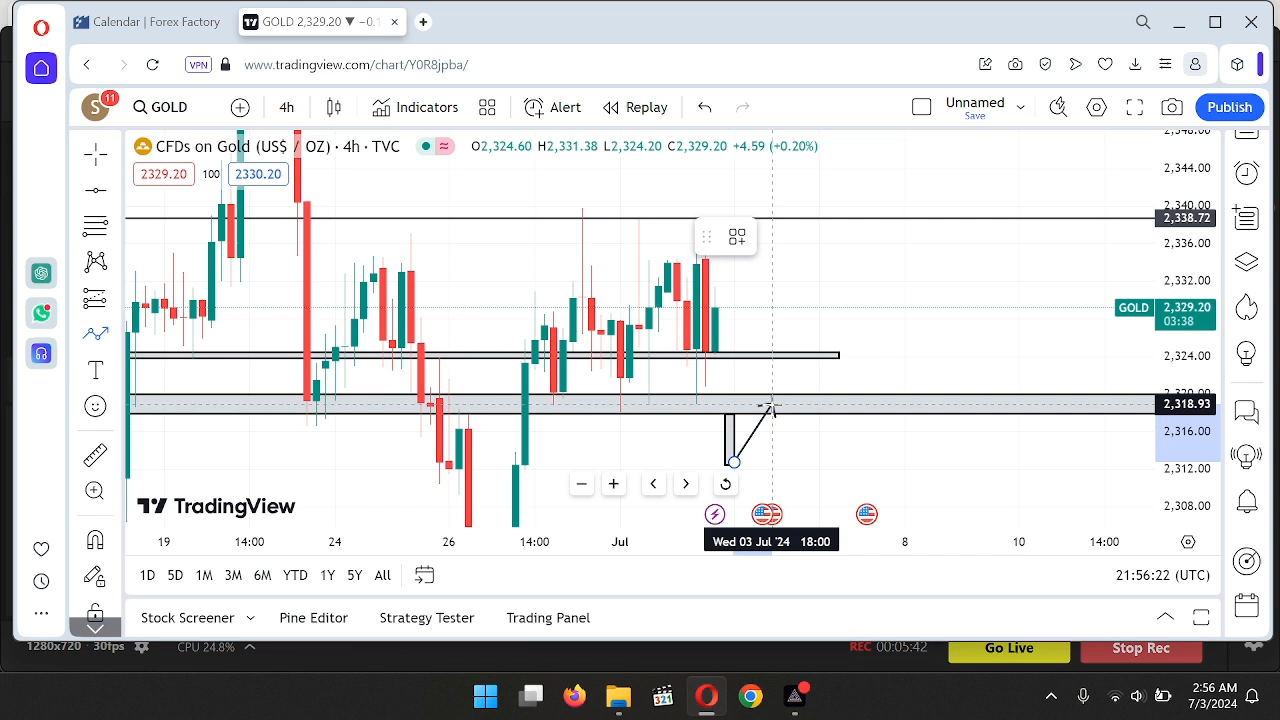 Calendar | Forex Factory
GOLD 2,329.20 ▼ −0.1
VPN
www.tradingview.com/chart/Y0R8jpba/
S
11
GOLD
4h
Indicators
Alert
Replay
Unnamed
Save
Publish
CFDs on Gold (US$ / OZ) · 4h · TVC
O2,324.60 H2,331.38 L2,324.20 C2,329.20 +4.59 (+0.20%)
2329.20
100
2330.20
2,344.00
2,340.00
2,338.72
2,336.00
2,332.00
GOLD
2,329.20
03:38
2,324.00
2,320.00
2,318.93
2,316.00
2,312.00
2,308.00
TradingView
19
14:00
24
26
14:00
Jul
Wed 03 Jul '24 18:00
8
10
14:00
1D 5D 1M 3M 6M YTD 1Y 5Y All
21:56:22 (UTC)
Stock Screener
Pine Editor
Strategy Tester
Trading Panel
1280x720
30fps
CPU 24.8%
REC 00:05:42
Go Live
Stop Rec
321
2:56 AM
7/3/2024